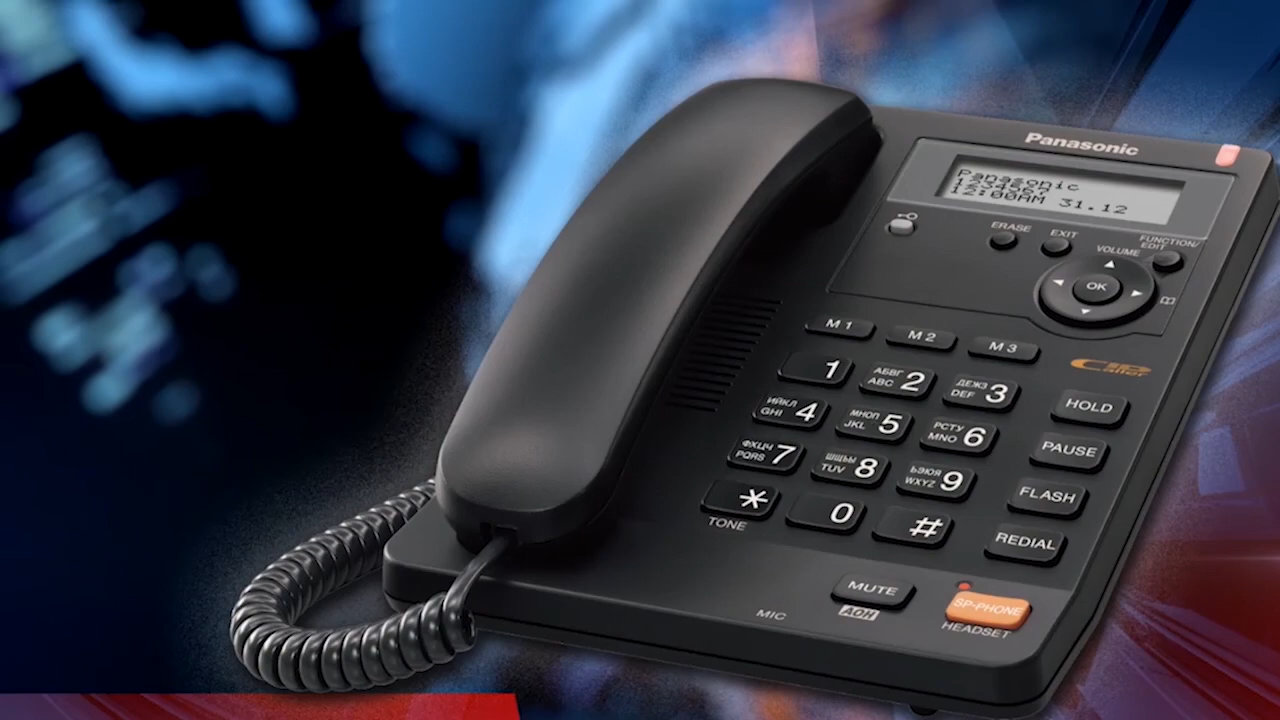 Panasonic
Panasonic
1234567
12:00AM 31.12
ERASE
EXIT
FUNCTION/
EDIT
VOLUME
OK
M 1
M 2
M 3
Caller
1
АБВГ
ABC 2
ДЕЖЗ
DEF 3
HOLD
ИЙКЛ
GHI 4
МНОП
JKL 5
РСТУ
MNO 6
PAUSE
ФХЦЧ
PQRS 7
ШЩЪЫ
TUV 8
ЬЭЮЯ
WXYZ 9
FLASH
*
0
#
REDIAL
TONE
MUTE
АОН
MIC
SP-PHONE
HEADSET